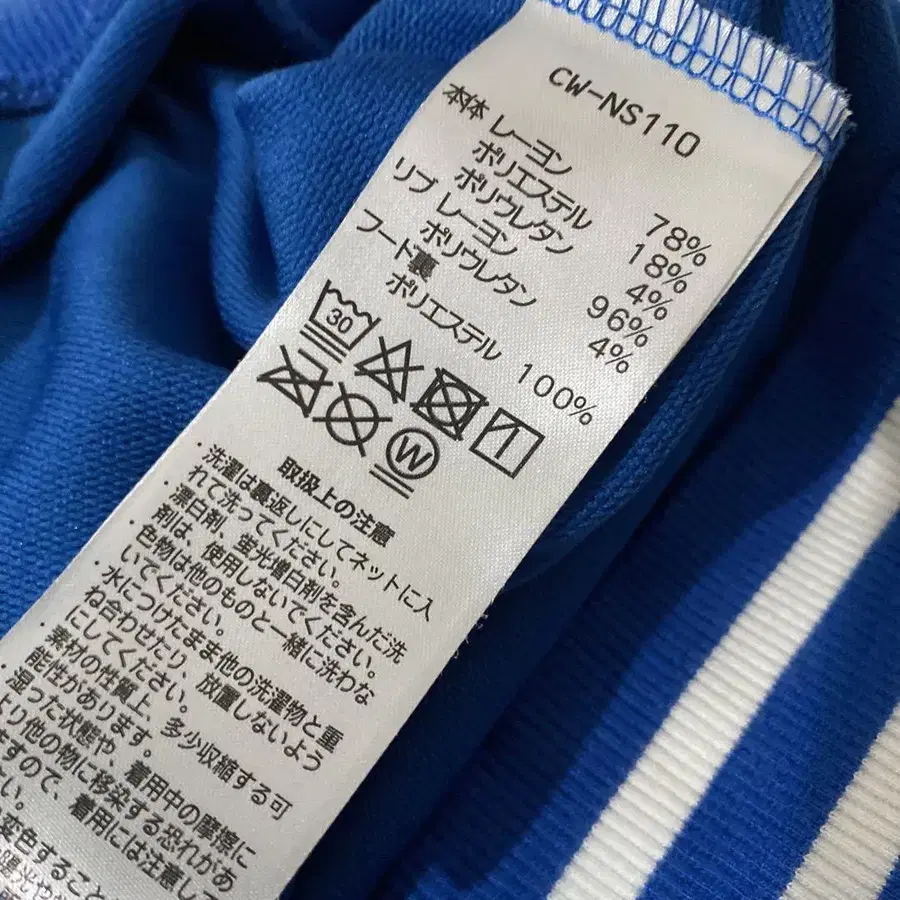 CW-NS110
本体 レーヨン 78%
ポリエステル 18%
ポリウレタン 4%
リブ レーヨン 96%
ポリウレタン 4%
フード裏
ポリエステル 100%
30
W
取扱上の注意
・洗濯は裏返しにしてネットに入
れて洗ってください。
・漂白剤、蛍光増白剤を含んだ洗
剤は、使用しないでください。
・色物は他のものと一緒に洗わな
いでください。
・水につけたまま他の洗濯物と重
ね合わせたり、放置しないよう
にしてください。
・素材の性質上、多少収縮する可
能性があります。
・湿った状態や、着用中の摩擦に
より他の物に移染する恐れがあ
ますので、着用には注意し
変色すること